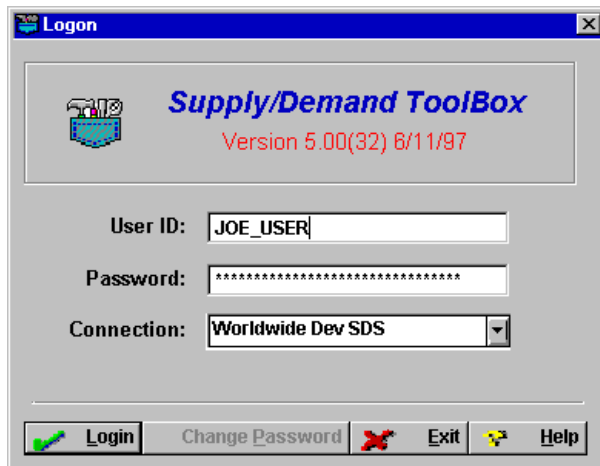 Logon
Supply/Demand ToolBox
Version 5.00(32) 6/11/97
User ID: JOE_USER
Password: ********************************
Connection: Worldwide Dev SDS
Login Change Password Exit Help